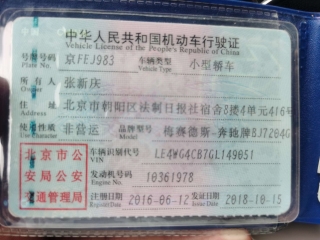 中华人民共和国机动车行驶证
Vehicle License of the People's Republic of China
号牌号码 京FEJ983 车辆类型 小型轿车
Plate No. Vehicle Type
所有人 张新庆
Owner
住址 北京市朝阳区法制日报社宿舍8楼4单元416号
Address
使用性质 非营运 品牌型号 梅赛德斯-奔驰牌BJ7204G
Use Character Model
北京市公 车辆识别代号 LE4WG4CB7GL149051
VIN
安局公安 发动机号码 10361978
Engine No.
交通管理局 注册日期 2016-06-12 发证日期 2018-10-15
Register Date Issue Date